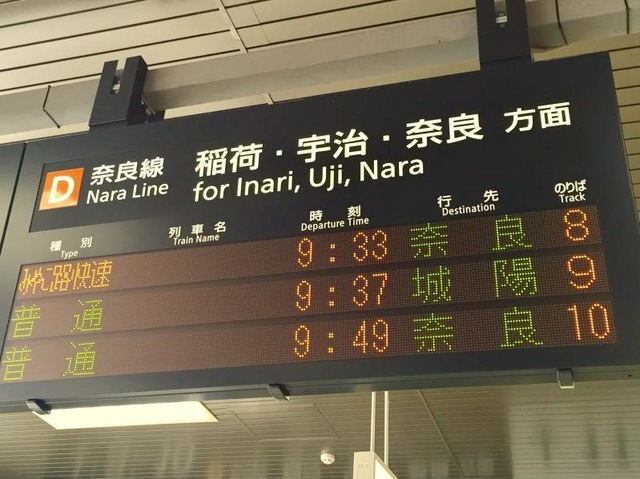 D 奈良線 稲荷・宇治・奈良 方面
Nara Line for Inari, Uji, Nara
種別 列車名 時刻 行先 のりば
Type Train Name Departure Time Destination Track
みやこ路快速 9:33 奈良 8
普通 9:37 城陽 9
普通 9:49 奈良 10